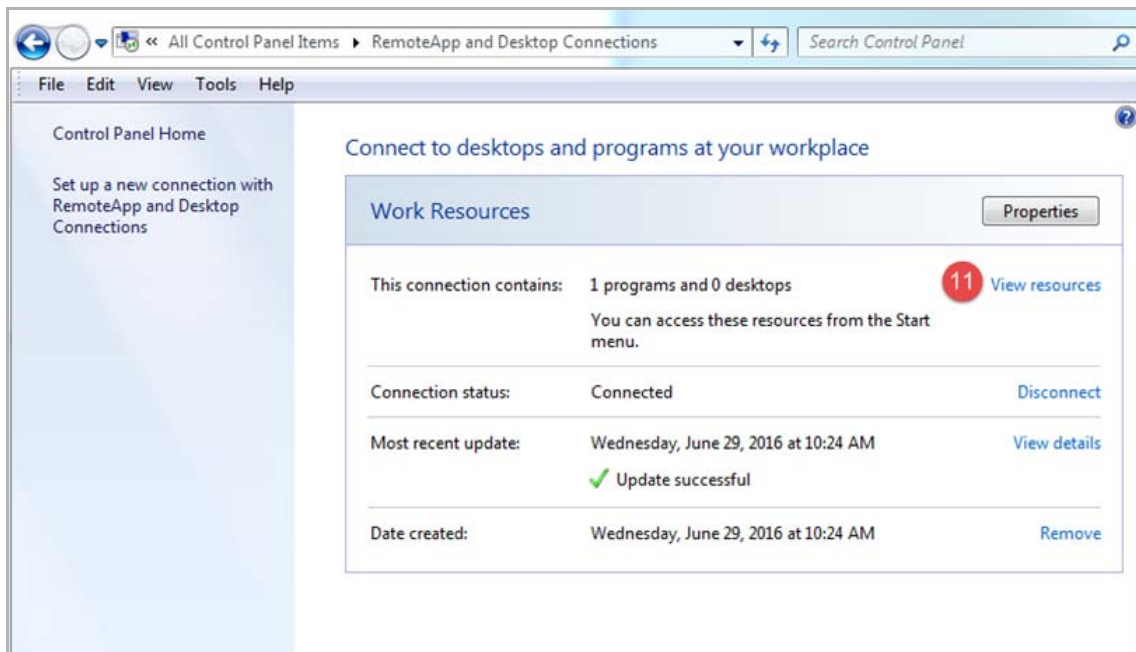 « All Control Panel Items ▸ RemoteApp and Desktop Connections
Search Control Panel
File Edit View Tools Help
Control Panel Home
Set up a new connection with
RemoteApp and Desktop
Connections
Connect to desktops and programs at your workplace
Work Resources
Properties
This connection contains: 1 programs and 0 desktops 11 View resources
You can access these resources from the Start
menu.
Connection status: Connected Disconnect
Most recent update: Wednesday, June 29, 2016 at 10:24 AM View details
Update successful
Date created: Wednesday, June 29, 2016 at 10:24 AM Remove